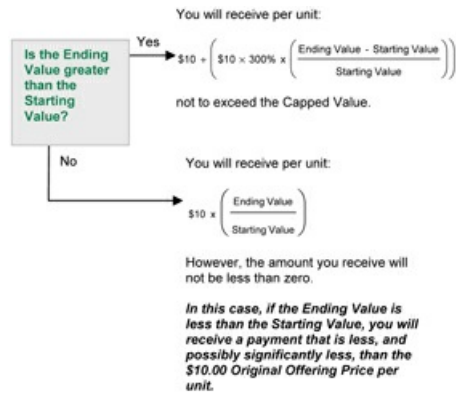 You will receive per unit:
Is the Ending
Value greater
than the
Starting
Value?
Yes
$10 + ( $10 × 300% x ( Ending Value - Starting Value
Starting Value ) )
not to exceed the Capped Value.
No
You will receive per unit:
$10 x ( Ending Value
Starting Value )
However, the amount you receive will
not be less than zero.
In this case, if the Ending Value is
less than the Starting Value, you will
receive a payment that is less, and
possibly significantly less, than the
$10.00 Original Offering Price per
unit.